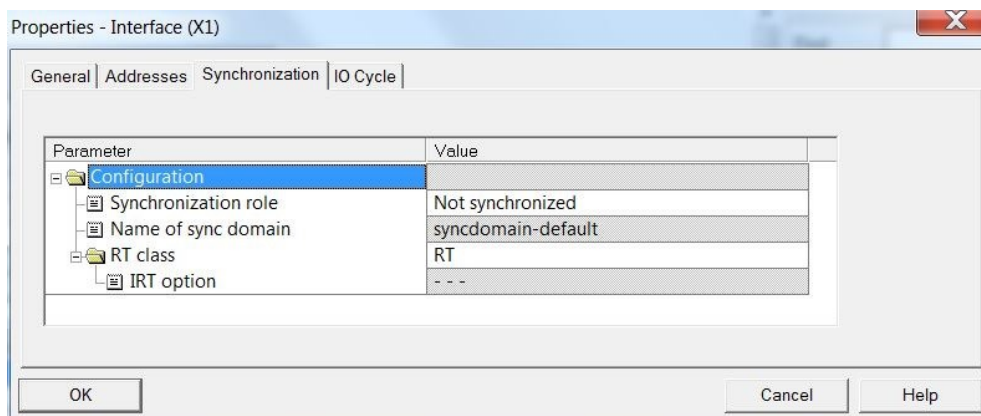 Properties - Interface (X1)
General Addresses Synchronization IO Cycle
Parameter Value
Configuration
Synchronization role Not synchronized
Name of sync domain syncdomain-default
RT class RT
IRT option - - -
OK Cancel Help